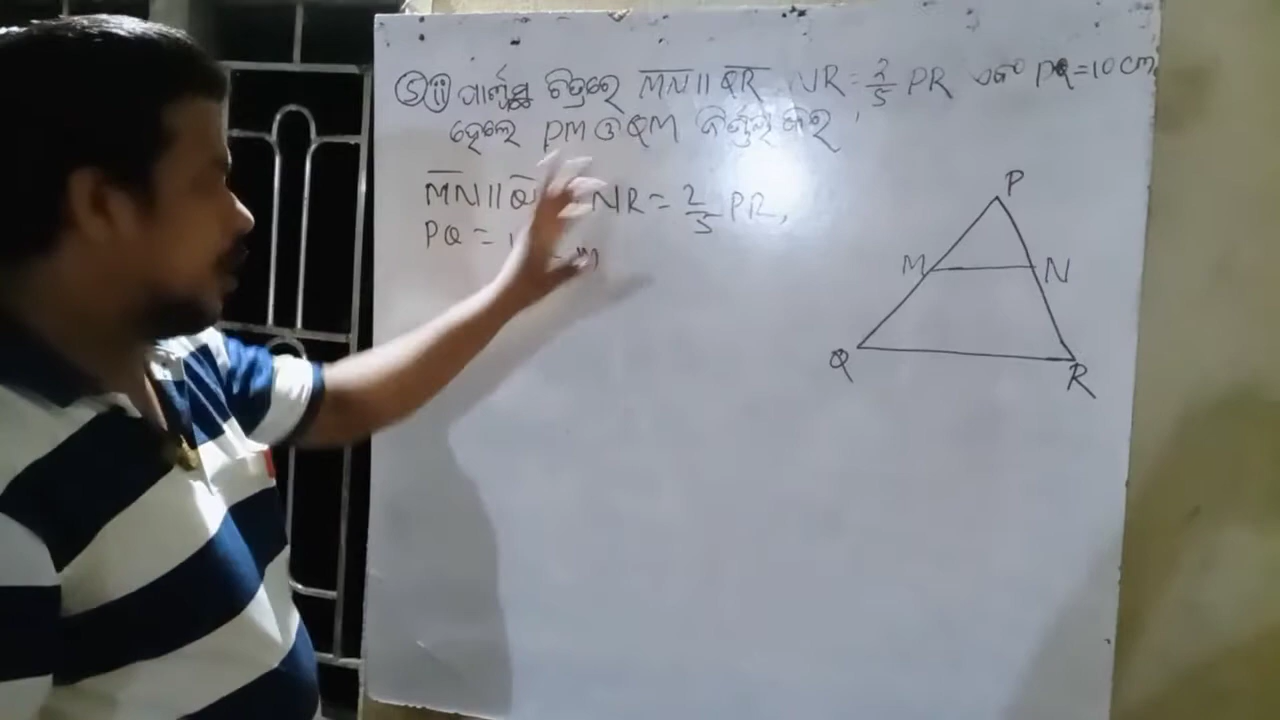 5 ii ପାର୍ଶ୍ୱସ୍ଥ ଚିତ୍ରରେ MN || QR NR = 2/5 PR ଏବଂ PQ = 10 cm
ହେଲେ PM ଓ QM ନିର୍ଣ୍ଣୟ କର ।
MN || Q NR = 2/5 PR,
PQ =
P
M N
Q R